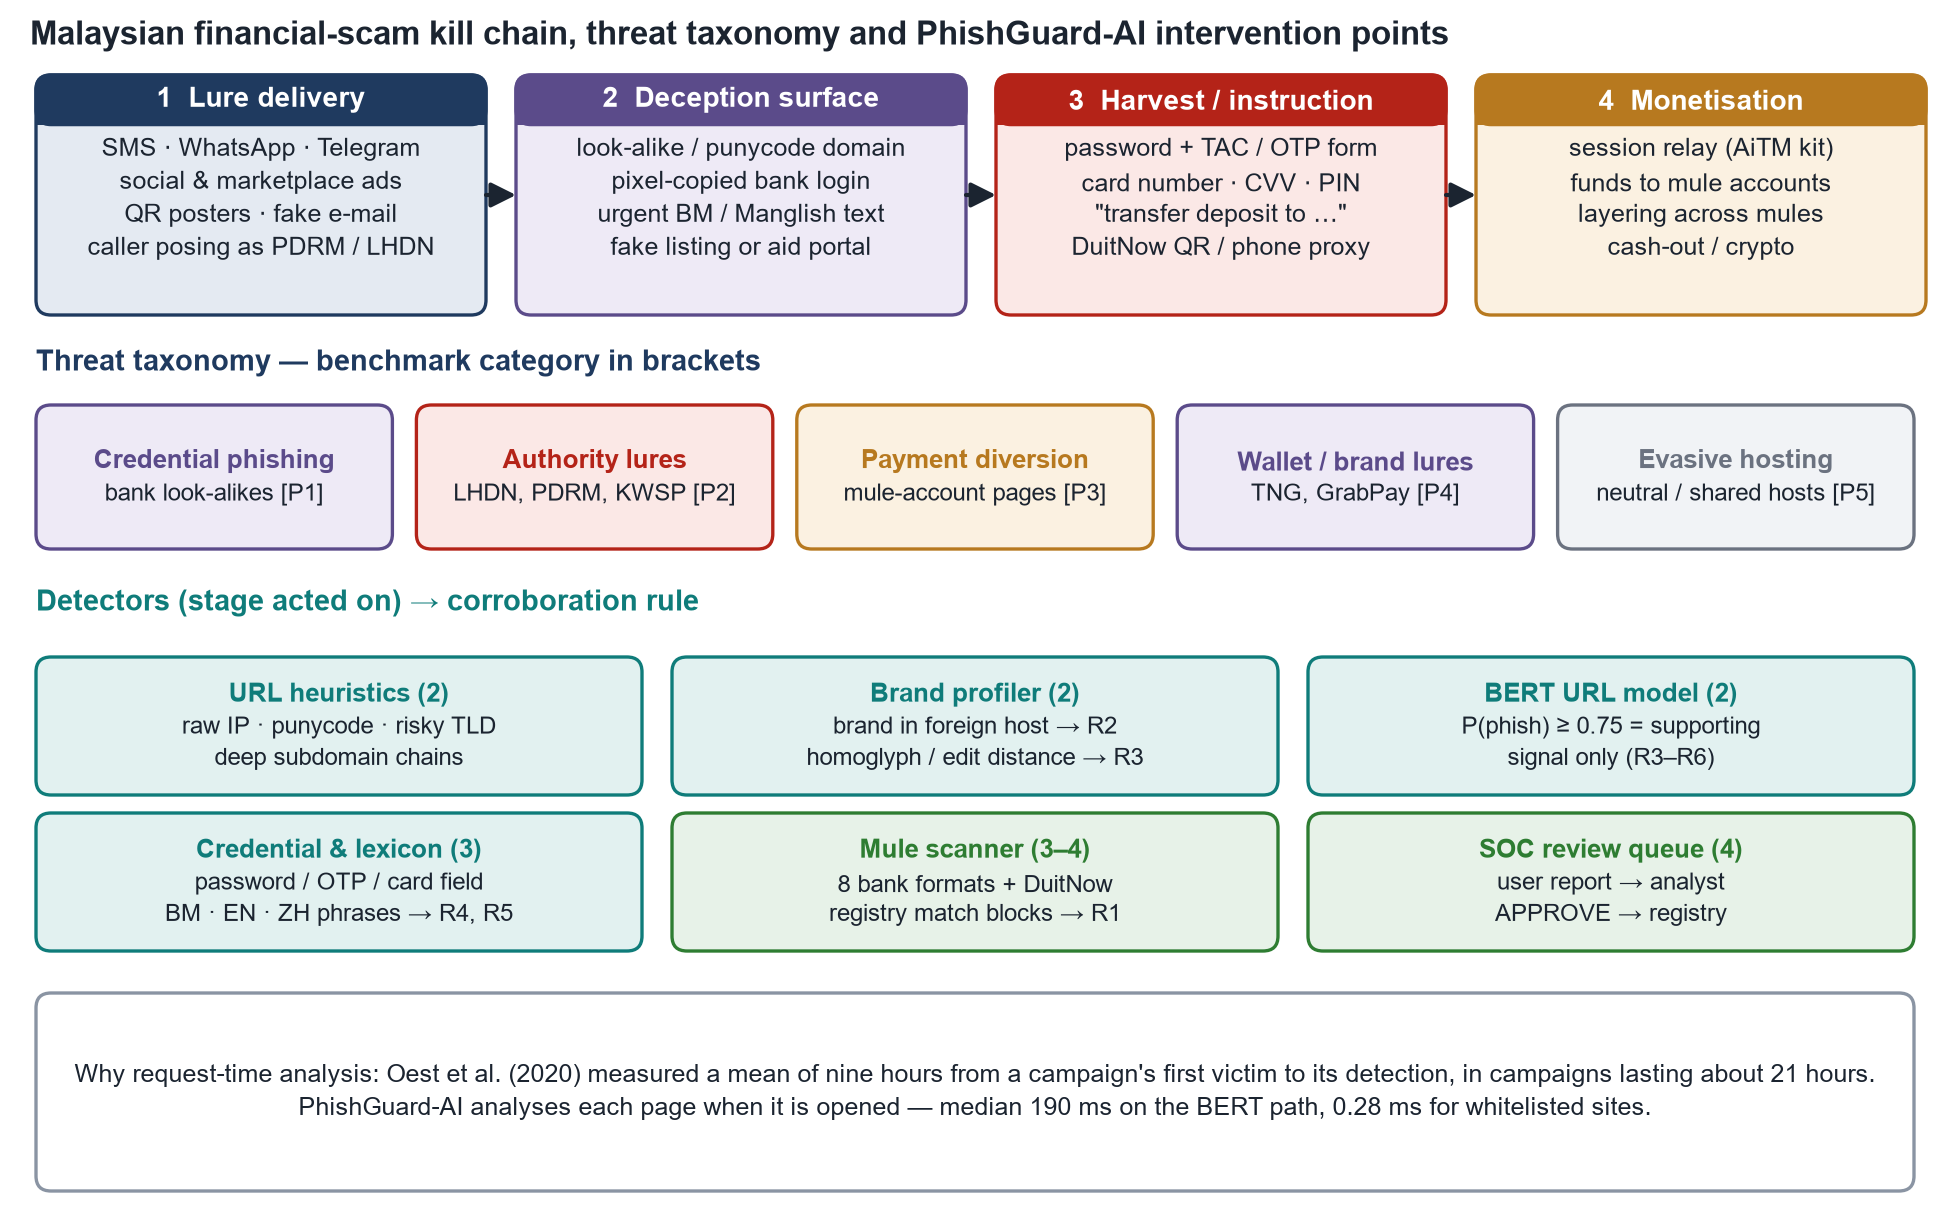 Malaysian financial-scam kill chain, threat taxonomy and PhishGuard-AI intervention points
1 Lure delivery
SMS · WhatsApp · Telegram
social & marketplace ads
QR posters · fake e-mail
caller posing as PDRM / LHDN
2 Deception surface
look-alike / punycode domain
pixel-copied bank login
urgent BM / Manglish text
fake listing or aid portal
3 Harvest / instruction
password + TAC / OTP form
card number · CVV · PIN
"transfer deposit to …"
DuitNow QR / phone proxy
4 Monetisation
session relay (AiTM kit)
funds to mule accounts
layering across mules
cash-out / crypto
Threat taxonomy — benchmark category in brackets
Credential phishing
bank look-alikes [P1]
Authority lures
LHDN, PDRM, KWSP [P2]
Payment diversion
mule-account pages [P3]
Wallet / brand lures
TNG, GrabPay [P4]
Evasive hosting
neutral / shared hosts [P5]
Detectors (stage acted on) → corroboration rule
URL heuristics (2)
raw IP · punycode · risky TLD
deep subdomain chains
Brand profiler (2)
brand in foreign host → R2
homoglyph / edit distance → R3
BERT URL model (2)
P(phish) ≥ 0.75 = supporting
signal only (R3–R6)
Credential & lexicon (3)
password / OTP / card field
BM · EN · ZH phrases → R4, R5
Mule scanner (3–4)
8 bank formats + DuitNow
registry match blocks → R1
SOC review queue (4)
user report → analyst
APPROVE → registry
Why request-time analysis: Oest et al. (2020) measured a mean of nine hours from a campaign's first victim to its detection, in campaigns lasting about 21 hours.
PhishGuard-AI analyses each page when it is opened — median 190 ms on the BERT path, 0.28 ms for whitelisted sites.